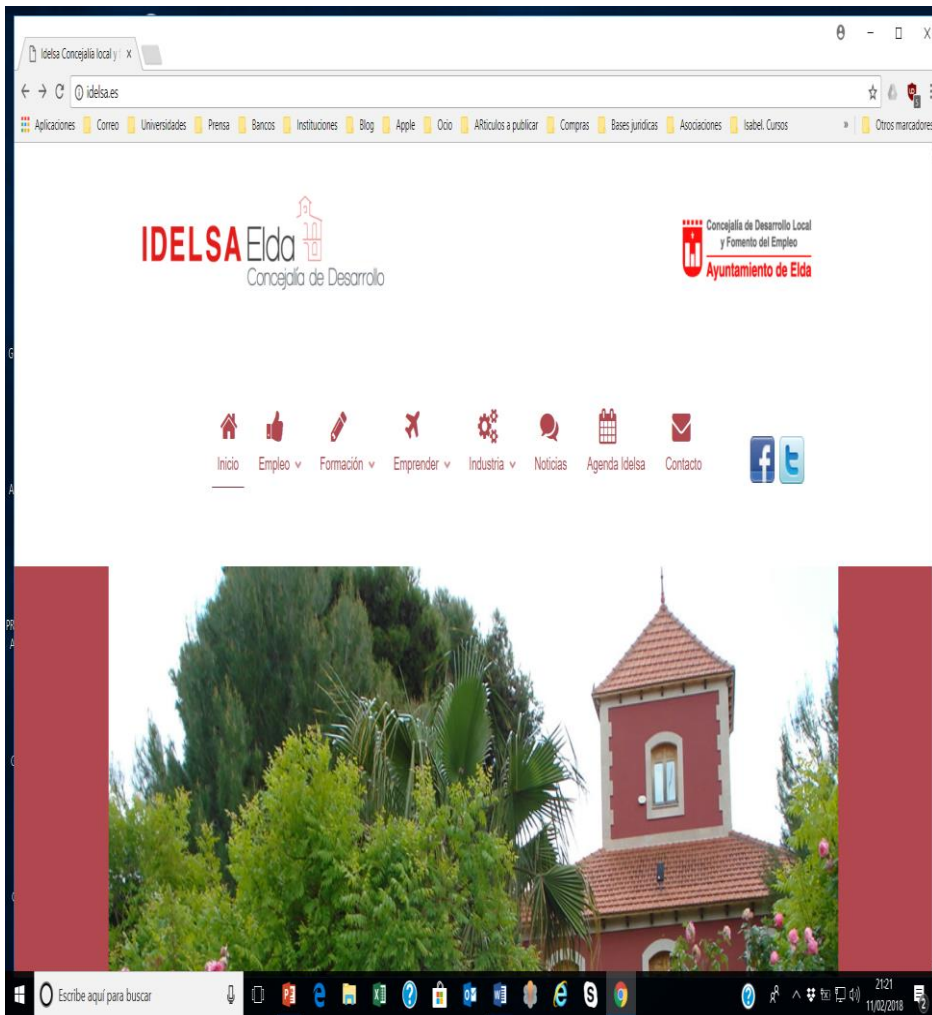 Idelsa Concejalía local y f
idelsa.es
Aplicaciones Correo Universidades Prensa Bancos Instituciones Blog Apple Ocio ARticulos a publicar Compras Bases juridicas Asociaciones Isabel. Cursos » Otros marcadores
IDELSA Elda
Concejalía de Desarrollo
Concejalía de Desarrollo Local
y Fomento del Empleo
Ayuntamiento de Elda
Inicio Empleo Formación Emprender Industria Noticias Agenda Idelsa Contacto
Escribe aquí para buscar
21:21
11/02/2018